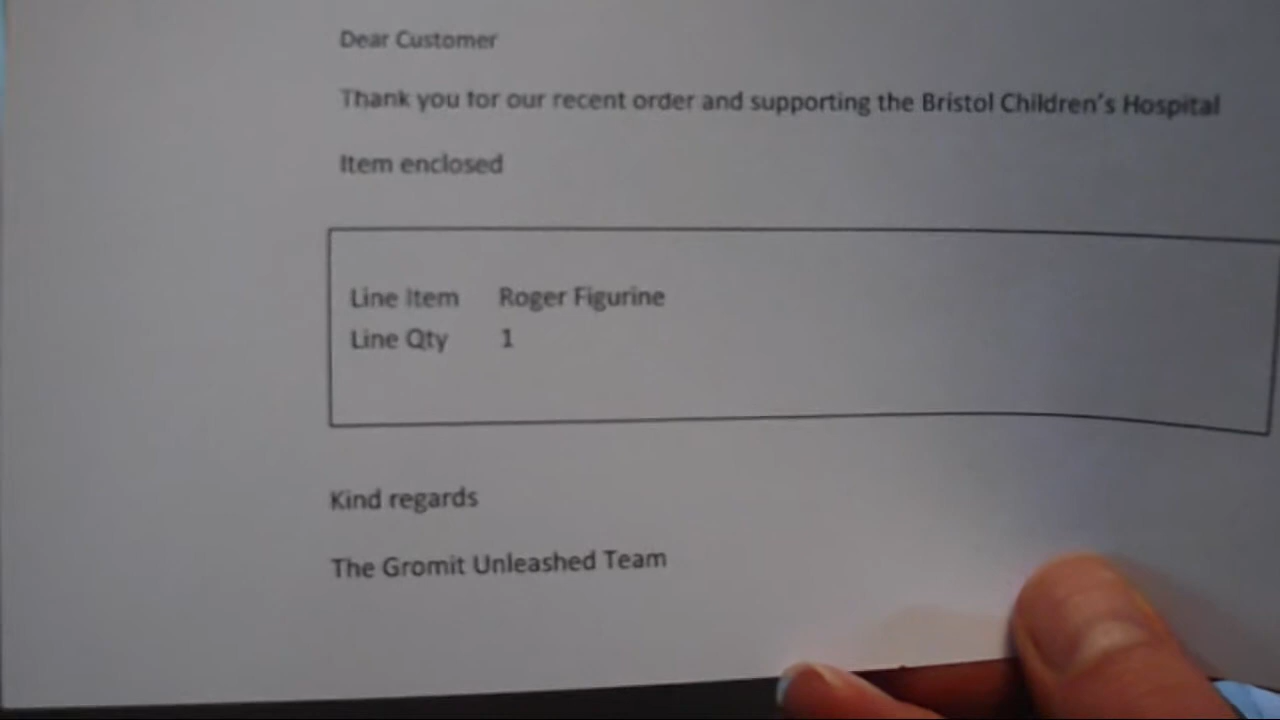 Dear Customer
Thank you for our recent order and supporting the Bristol Children's Hospital
Item enclosed
Line Item Roger Figurine
Line Qty 1
Kind regards
The Gromit Unleashed Team